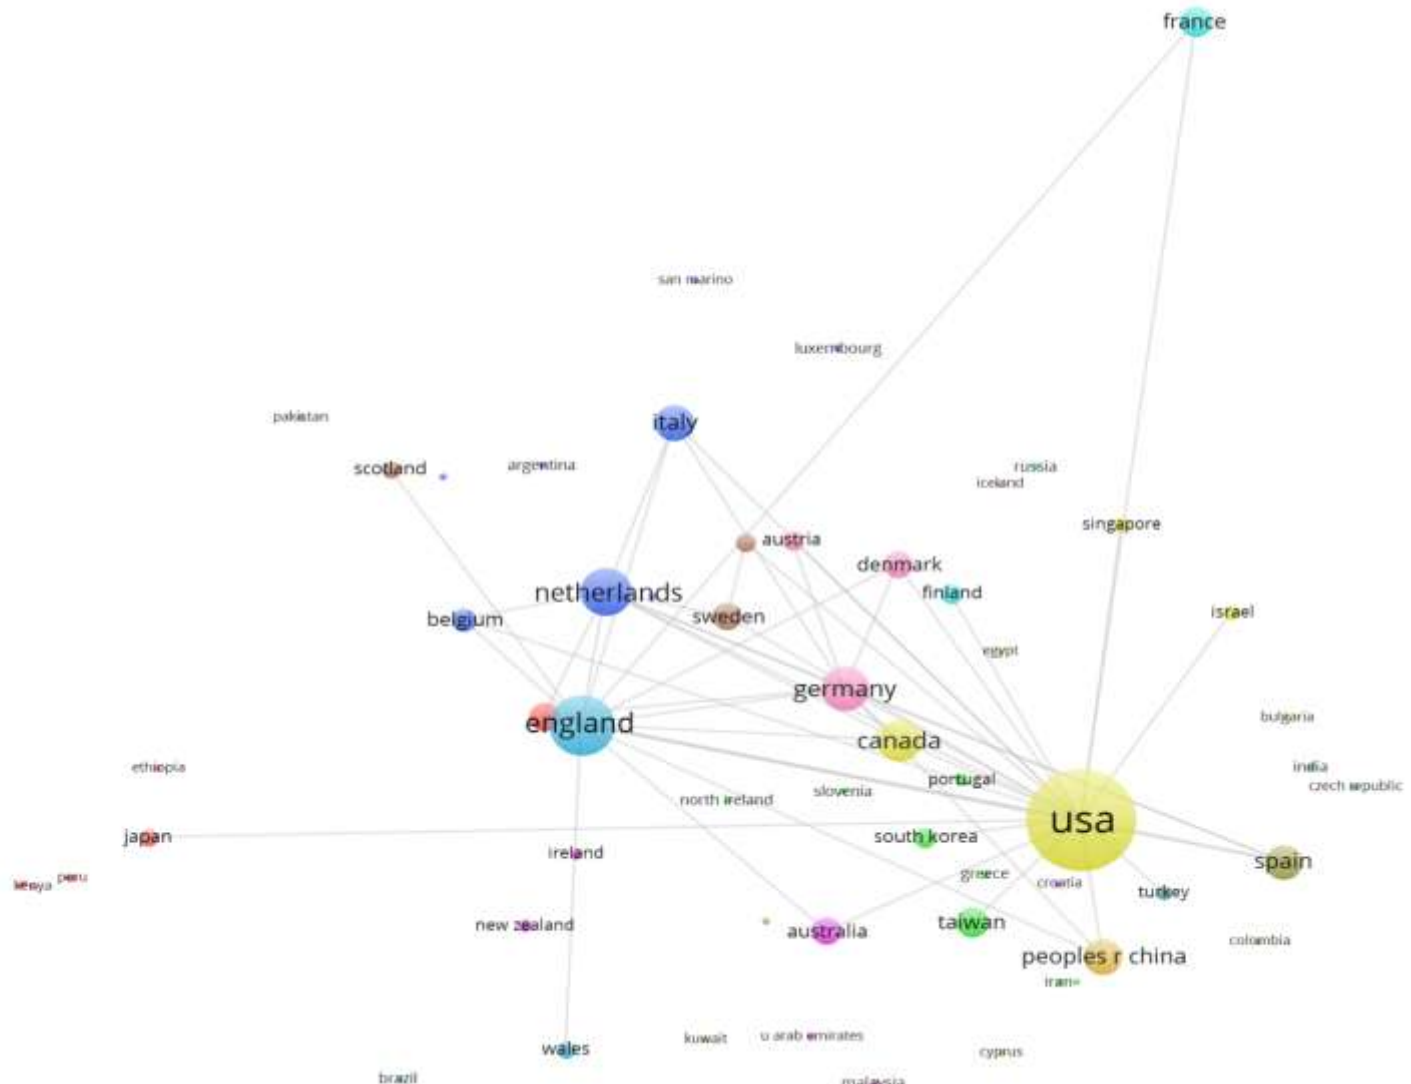 france
san marino
luxembourg
pakistan
italy
scotland
argentina
russia
iceland
singapore
austria
denmark
netherlands
finland
belgium
sweden
israel
egypt
germany
england
bulgaria
canada
ethiopia
portugal
india
czech republic
slovenia
north ireland
usa
japan
south korea
ireland
spain
greece
croatia
kenya
peru
turkey
new zealand
australia
taiwan
colombia
peoples r china
iran
kuwait
u arab emirates
wales
cyprus
brazil
malaysia